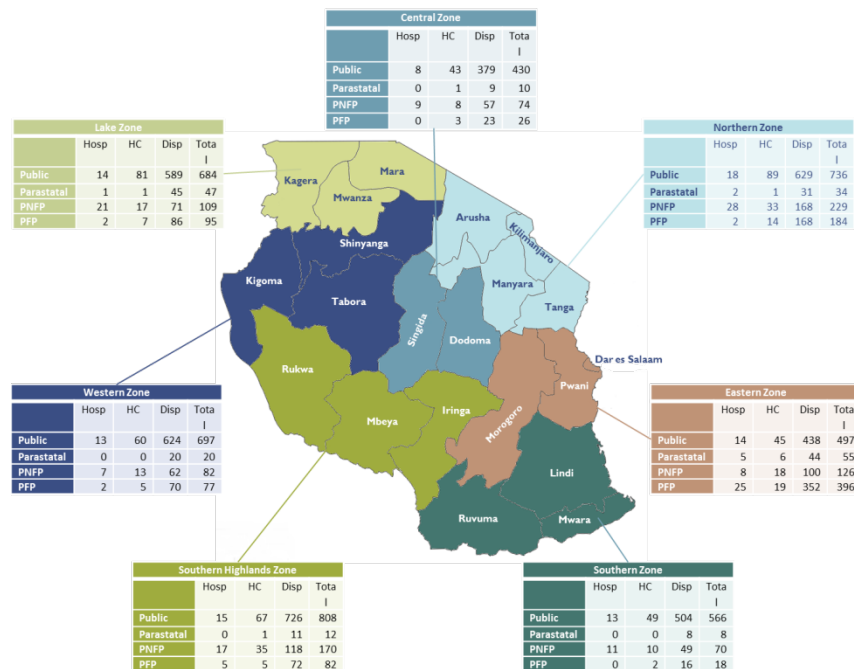 Central Zone
Hosp HC Disp Tota
l
Public 8 43 379 430
Parastatal 0 1 9 10
PNFP 9 8 57 74
PFP 0 3 23 26
Lake Zone
Hosp HC Disp Tota
l
Public 14 81 589 684
Parastatal 1 1 45 47
PNFP 21 17 71 109
PFP 2 7 86 95
Northern Zone
Hosp HC Disp Tota
l
Public 18 89 629 736
Parastatal 2 1 31 34
PNFP 28 33 168 229
PFP 2 14 168 184
Kagera
Mara
Mwanza
Arusha
Kilimanjaro
Shinyanga
Kigoma
Tabora
Manyara
Tanga
Singida
Dodoma
Dar es Salaam
Rukwa
Pwani
Mbeya
Iringa
Morogoro
Lindi
Ruvuma
Mwara
Western Zone
Hosp HC Disp Tota
l
Public 13 60 624 697
Parastatal 0 0 20 20
PNFP 7 13 62 82
PFP 2 5 70 77
Eastern Zone
Hosp HC Disp Tota
l
Public 14 45 438 497
Parastatal 5 6 44 55
PNFP 8 18 100 126
PFP 25 19 352 396
Southern Highlands Zone
Hosp HC Disp Tota
l
Public 15 67 726 808
Parastatal 0 1 11 12
PNFP 17 35 118 170
PFP 5 5 72 82
Southern Zone
Hosp HC Disp Tota
l
Public 13 49 504 566
Parastatal 0 0 8 8
PNFP 11 10 49 70
PFP 0 2 16 18